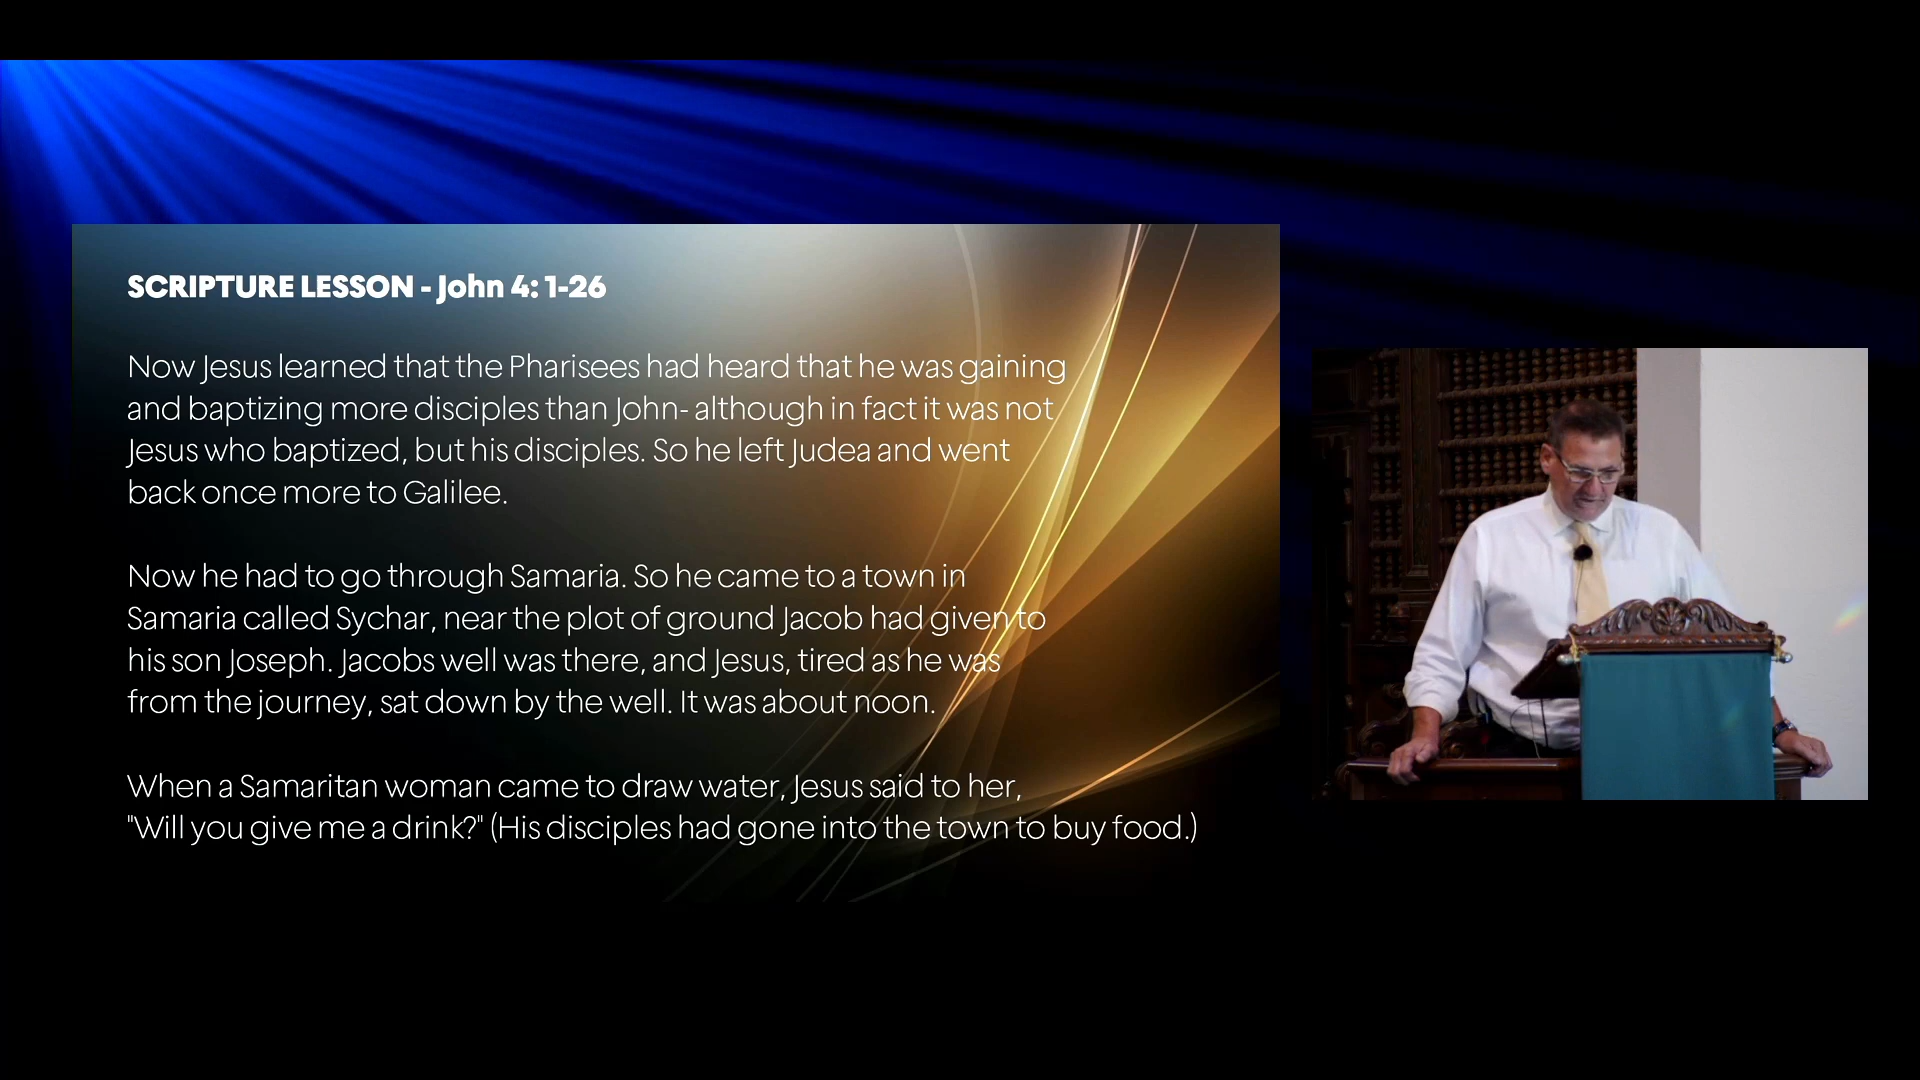 SCRIPTURE LESSON - John 4: 1-26
Now Jesus learned that the Pharisees had heard that he was gaining
and baptizing more disciples than John- although in fact it was not
Jesus who baptized, but his disciples. So he left Judea and went
back once more to Galilee.
Now he had to go through Samaria. So he came to a town in
Samaria called Sychar, near the plot of ground Jacob had given to
his son Joseph. Jacobs well was there, and Jesus, tired as he was
from the journey, sat down by the well. It was about noon.
When a Samaritan woman came to draw water, Jesus said to her,
"Will you give me a drink?" (His disciples had gone into the town to buy food.)